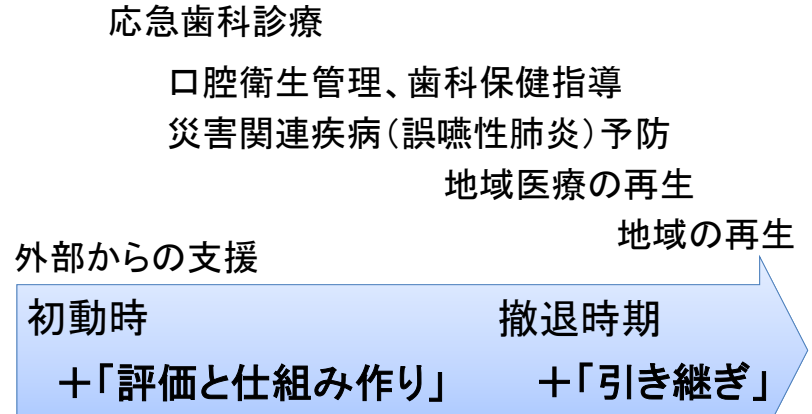 応急歯科診療
口腔衛生管理、歯科保健指導
災害関連疾病（誤嚥性肺炎）予防
地域医療の再生
地域の再生
外部からの支援
初動時 撤退時期
＋「評価と仕組み作り」 ＋「引き継ぎ」